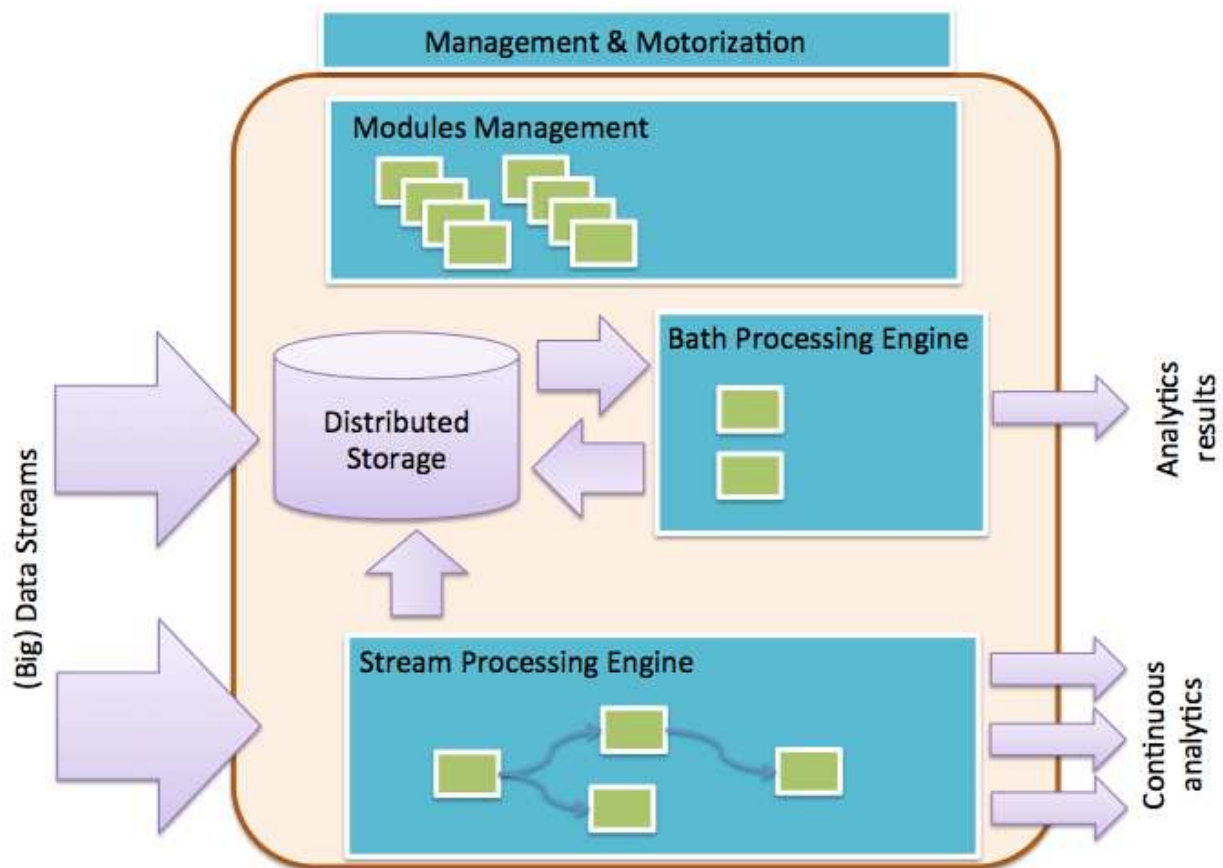 Management & Motorization
Modules Management
Bath Processing Engine
Distributed
Storage
Analytics
results
(Big) Data Streams
Stream Processing Engine
Continuous
analytics